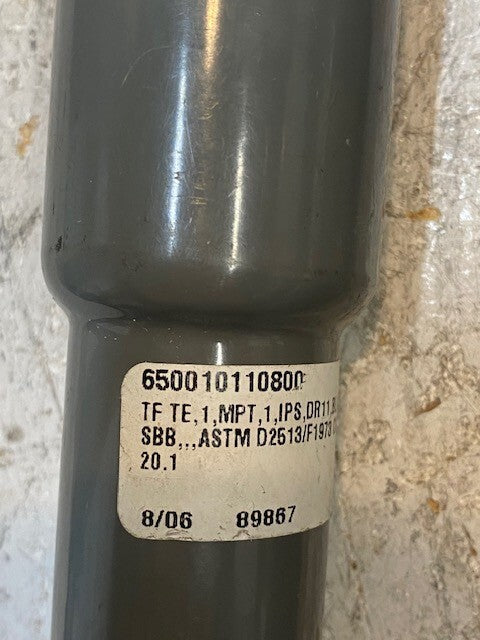 650010110800
TF TE,1,MPT,1,IPS,DR11,
SBB,,,ASTM D2513/F1973
20.1
8/06 89867